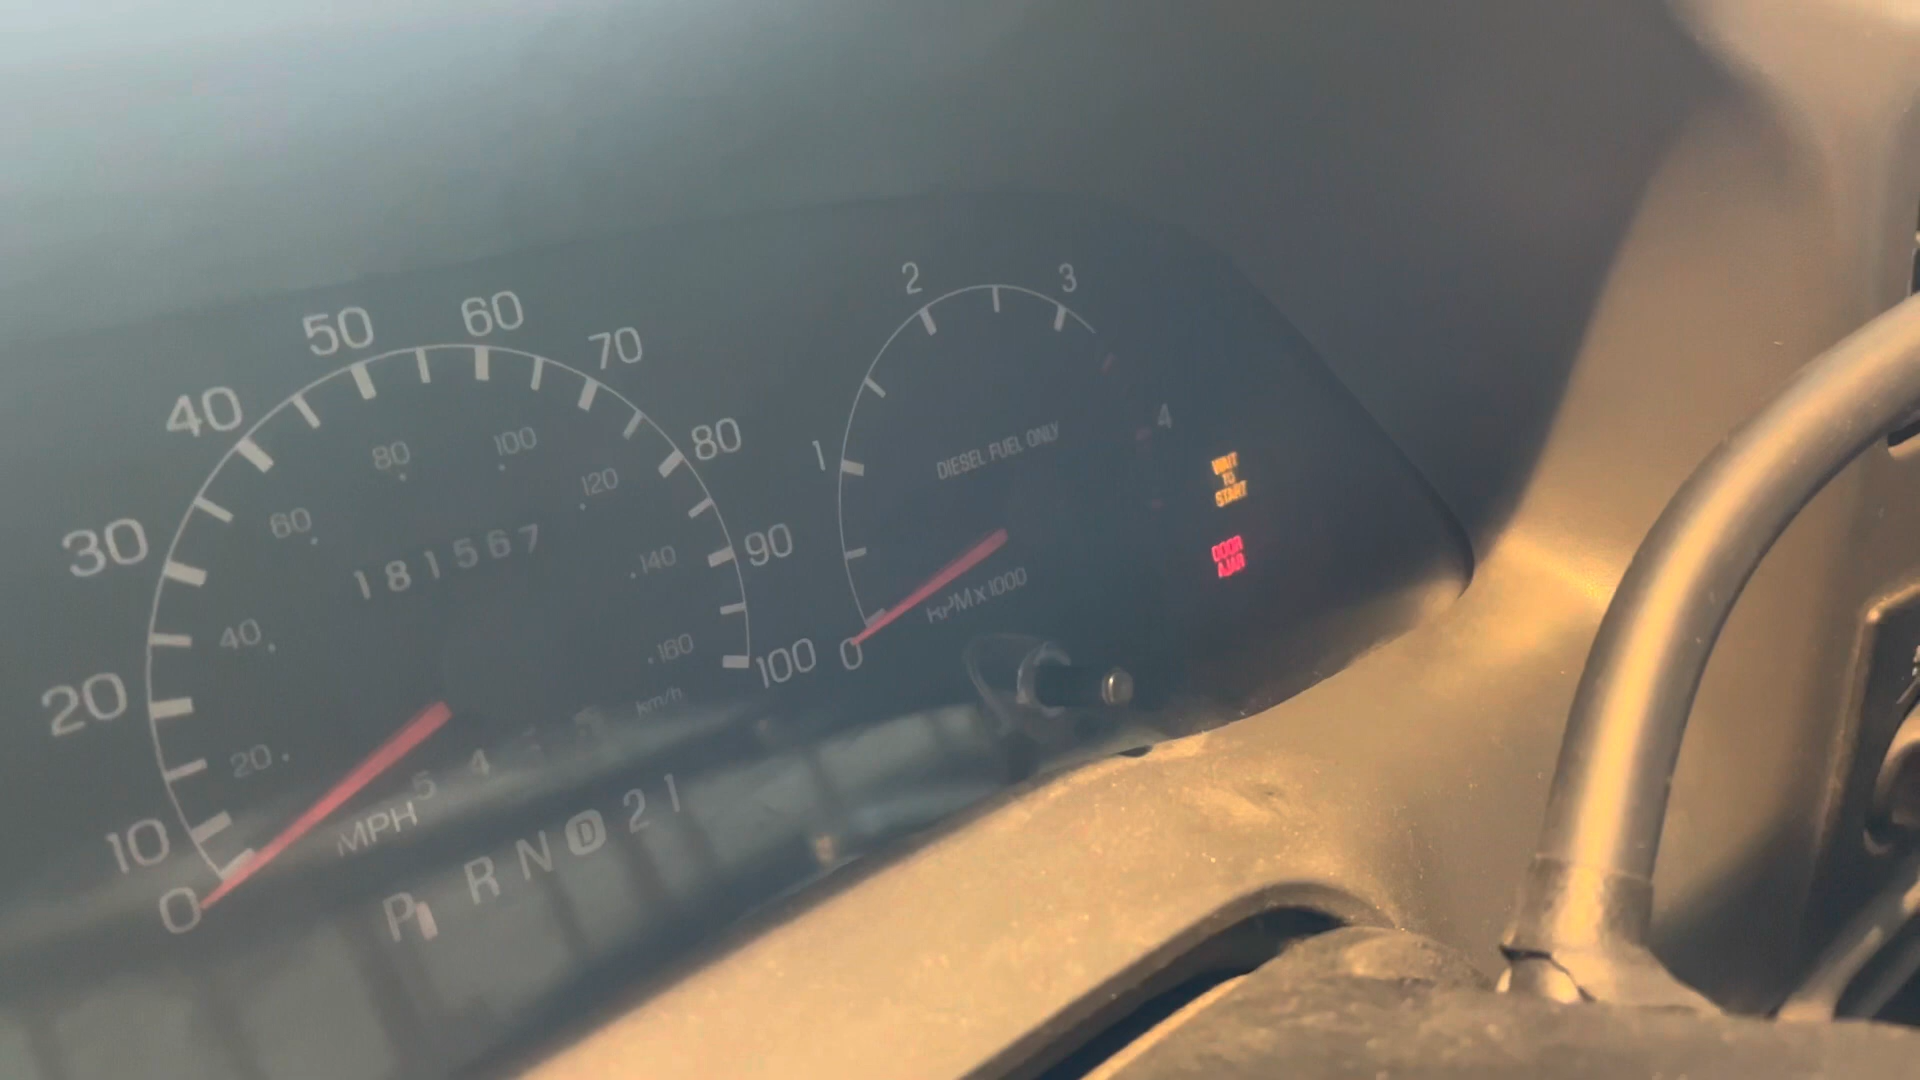 50 60 70
40 80
30 90
20 100
10
0
80 100
60 120
40 140
20 160
km/h
181567
MPH
5 4
P R N D 2 1
2 3
1 4
0
DIESEL FUEL ONLY
RPM x 1000
WAIT
TO
START
DOOR
AJAR